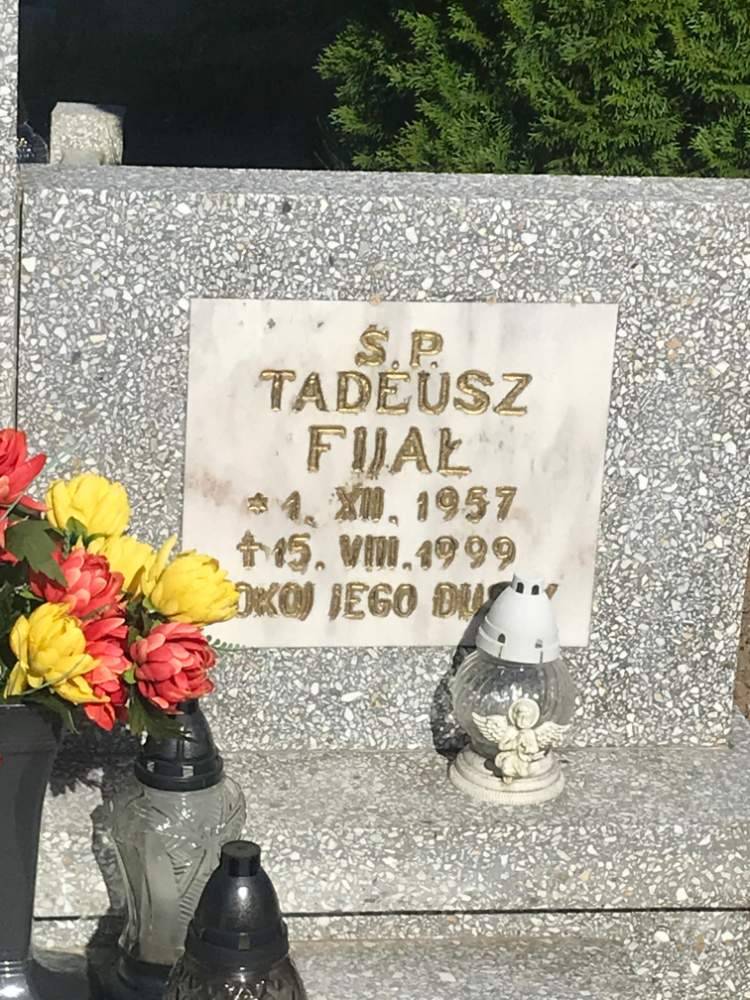 Ś.P.
TADEUSZ
FIJAŁ
* 1. XII. 1957
† 15. VIII. 1999
JEGO